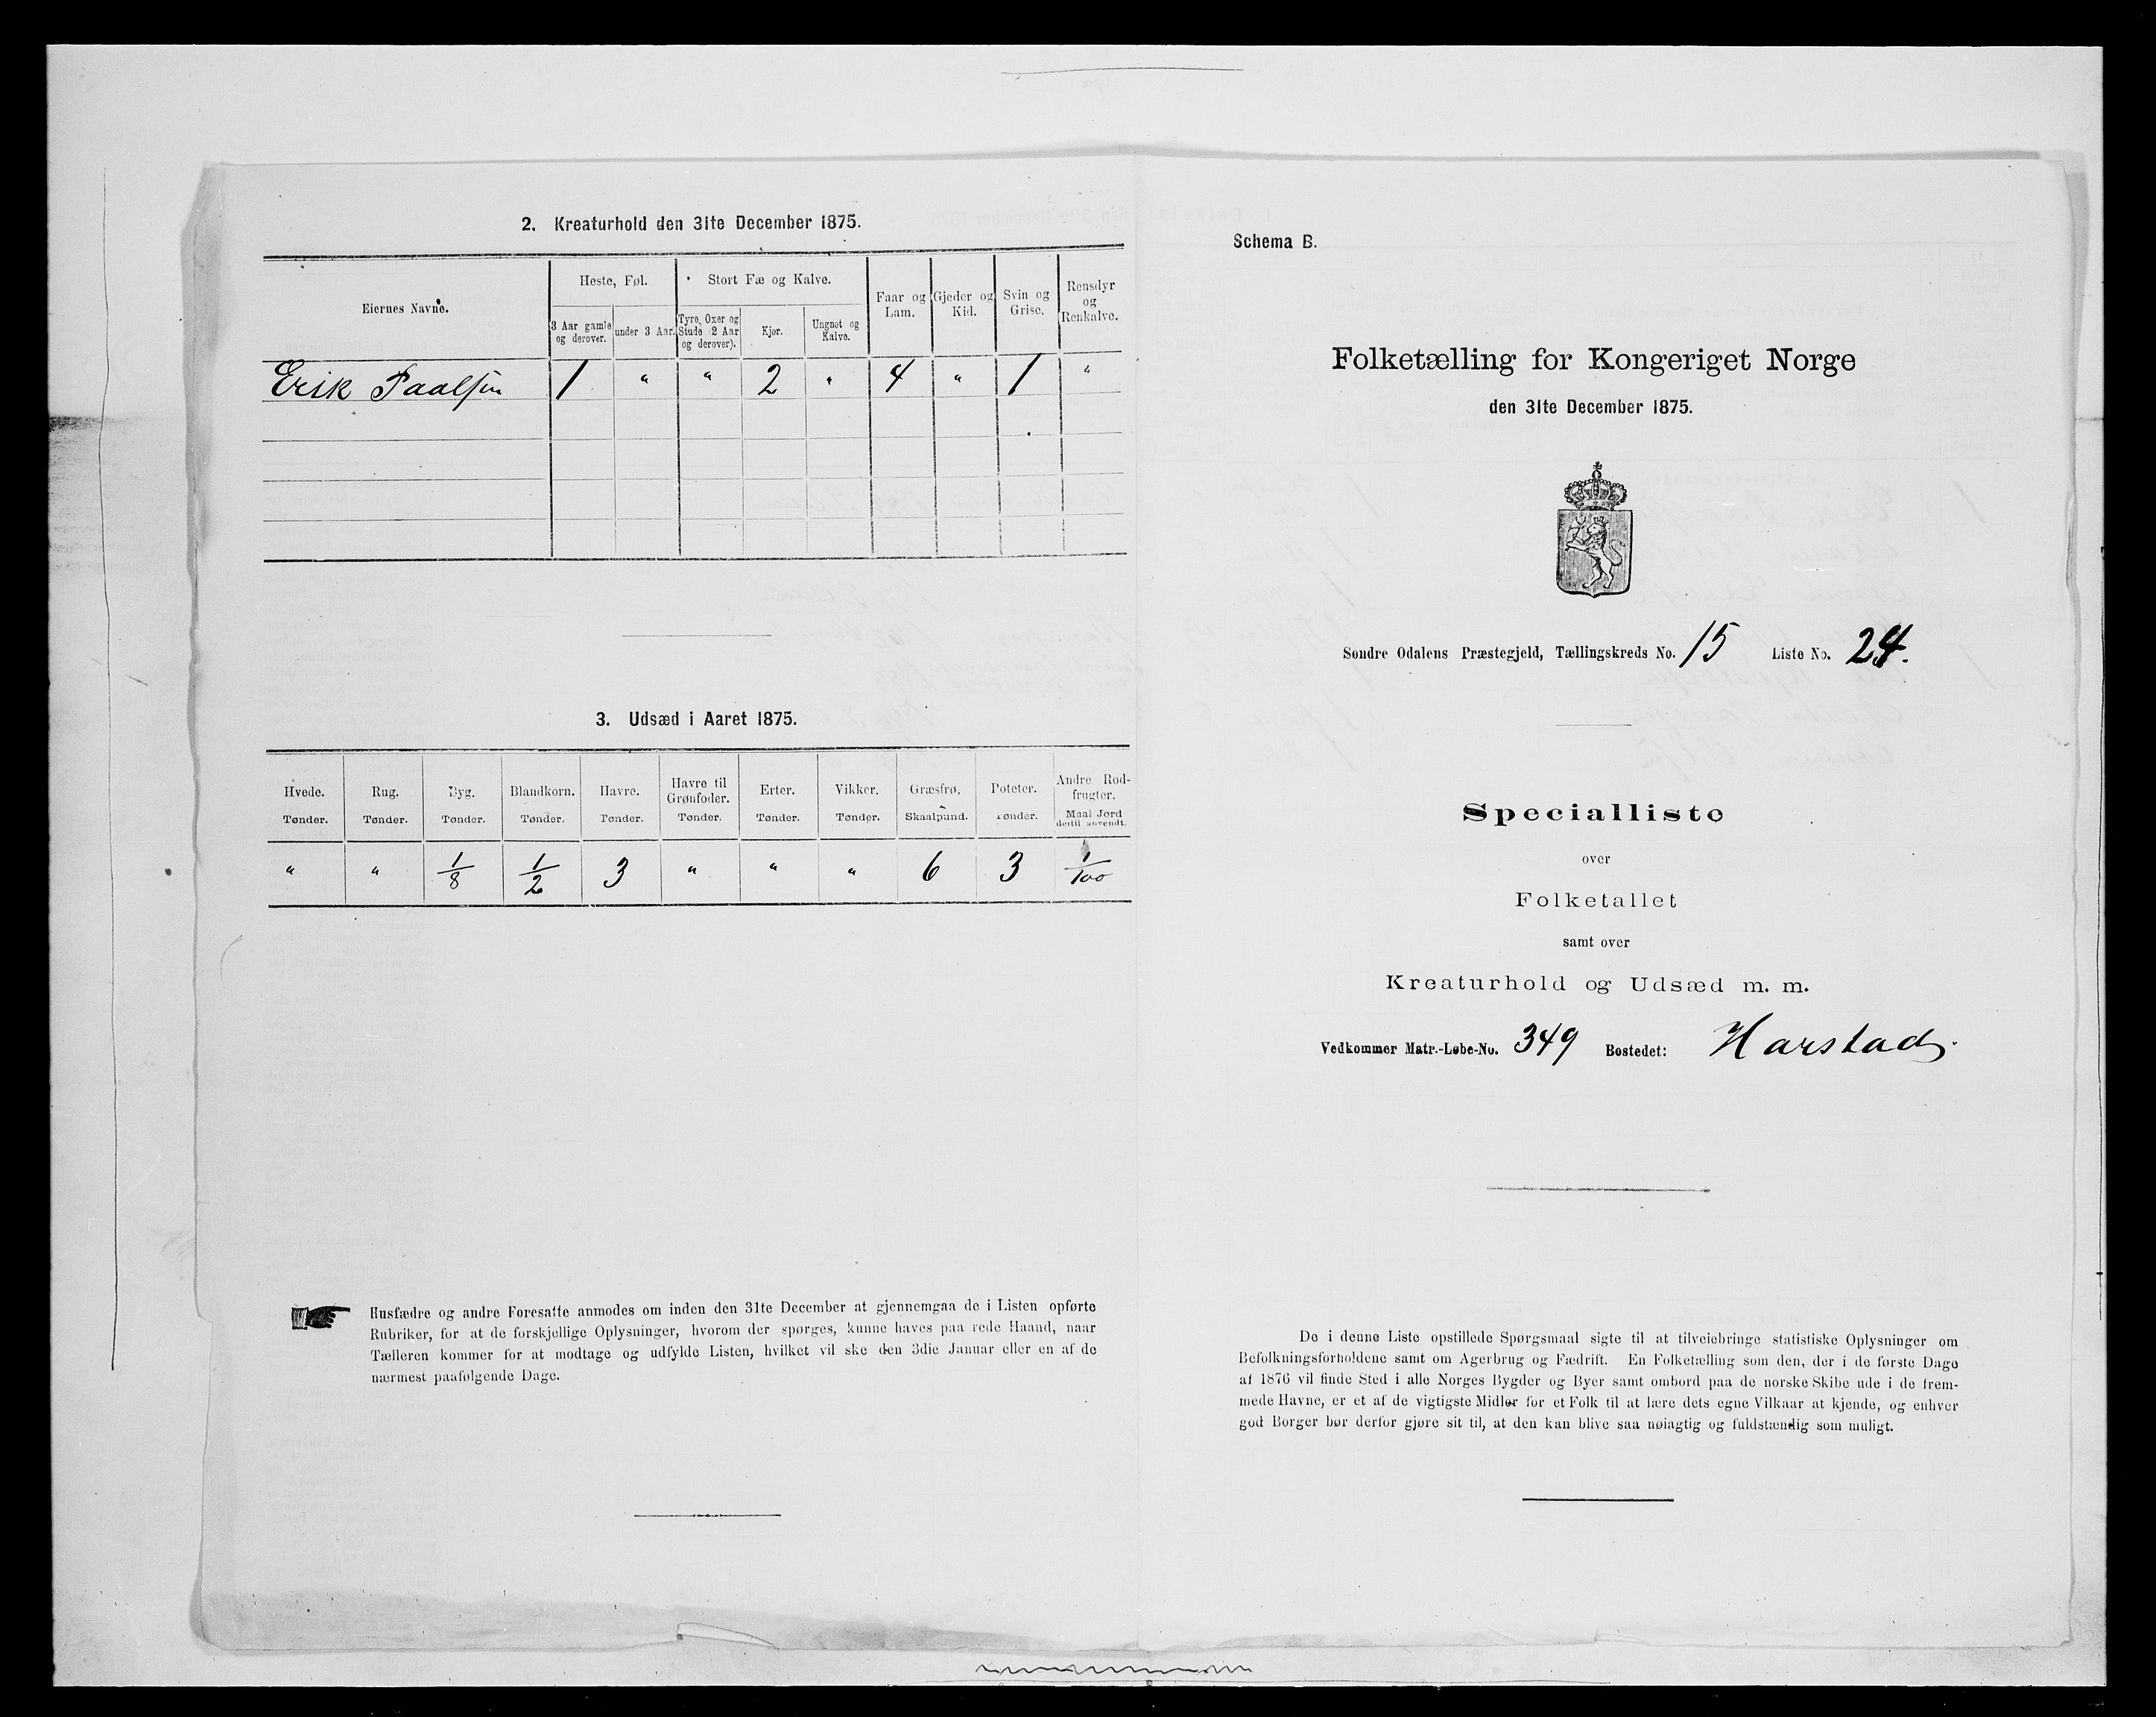 2. Kreaturhold den 31te December 1875.
Eiernes Navne.
Heste, Føl.
Stort Fæ og Kalve.
3 Aar gamle og derover.
under 3 Aar.
Tyre, Oxer og Stude (2 Aar og derover).
Kjør.
Ungnøt og Kalve.
Faar og Lam.
Gjeder og Kid.
Svin og Grise.
Rensdyr og Renkalve.
Erik Paalsen 1 " " 2 " 4 " 1 "
3. Udsæd i Aaret 1875.
Hvede. Rug. Byg. Blandkorn. Havre. Havre til Grønfoder. Erter. Vikker. Græsfrø. Poteter. Andre Rodfrugter.
Tønder. Tønder. Tønder. Tønder. Tønder. Tønder. Tønder. Tønder. Skaalpund. Tønder. Maal Jord dertil anvendt.
" " 1/8 1/2 3 " " " 6 3 1/100
Husfædre og andre Foresatte anmodes om inden den 31te December at gjennemgaa de i Listen opførte
Rubriker, for at de forskjellige Oplysninger, hvorom der spørges, kunne haves paa rede Haand, naar
Tælleren kommer for at modtage og udfylde Listen, hvilket vil ske den 3die Januar eller en af de
nærmest paafølgende Dage.
Schema B.
Folketælling for Kongeriget Norge
den 31te December 1875.
Søndre Odalens Præstegjeld, Tællingskreds No. 15 Liste No. 24.
Specialliste
over
Folketallet
samt over
Kreaturhold og Udsæd m. m.
Vedkommer Matr.-Løbe-No. 349 Bostedet: Harstad.
De i denne Liste opstillede Spørgsmaal sigte til at tilveiebringe statistiske Oplysninger om
Befolkningsforholdene samt om Agerbrug og Fædrift. En Folketælling som den, der i de første Dage
af 1876 vil finde Sted i alle Norges Bygder og Byer samt ombord paa de norske Skibe ude i de frem-
mede Havne, er et af de vigtigste Midler for et Folk til at lære dets egne Vilkaar at kjende, og enhver
god Borger bør derfor gjøre sit til, at den kan blive saa nøiagtig og fuldstændig som muligt.